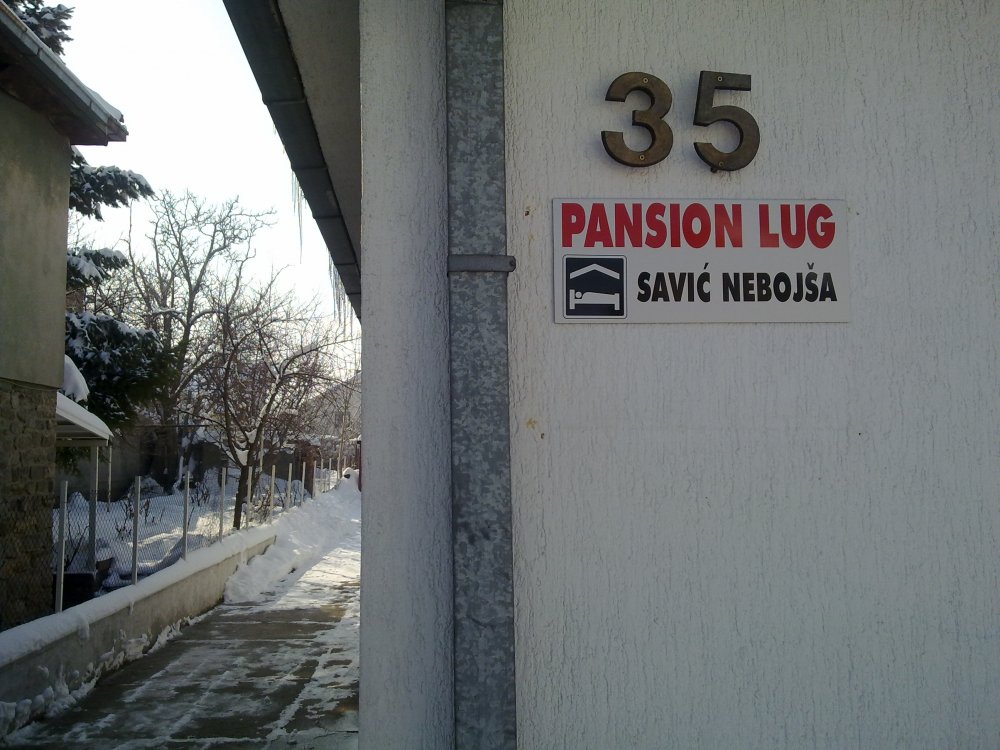 35
PANSION LUG
SAVIĆ NEBOJŠA